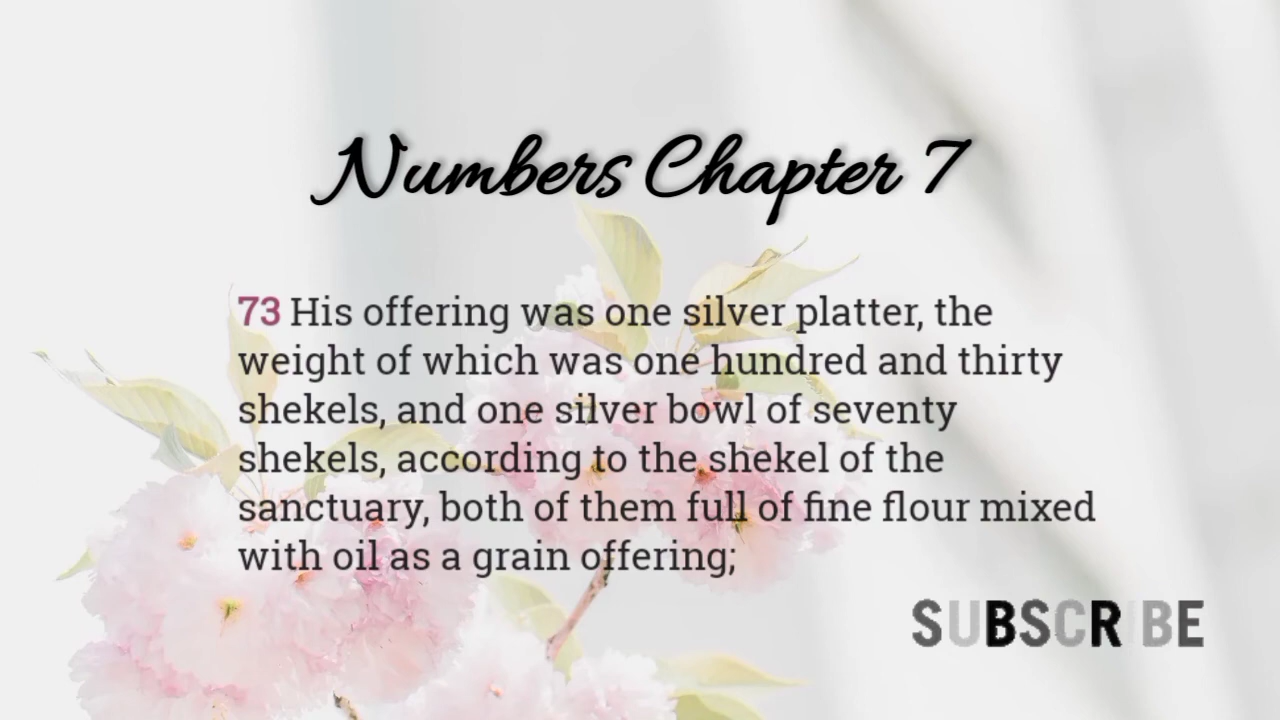 Numbers Chapter 7
73 His offering was one silver platter, the
weight of which was one hundred and thirty
shekels, and one silver bowl of seventy
shekels, according to the shekel of the
sanctuary, both of them full of fine flour mixed
with oil as a grain offering;
SUBSCRIBE